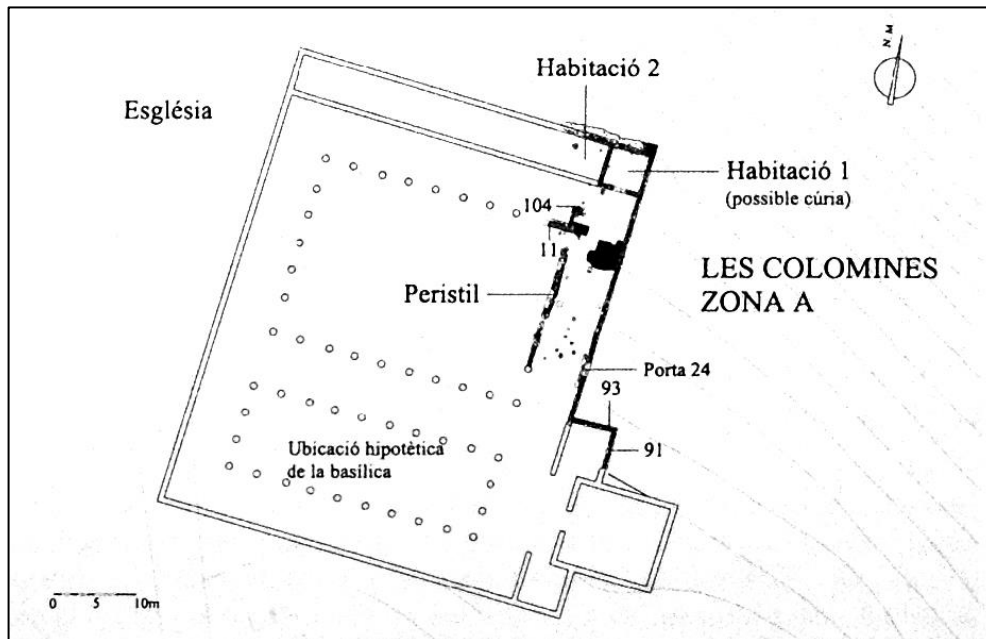 N.M.
Habitació 2
Església
Habitació 1
(possible cúria)
104
11
LES COLOMINES
ZONA A
Peristil
Porta 24
93
Ubicació hipotètica
de la basílica
91
0 5 10m